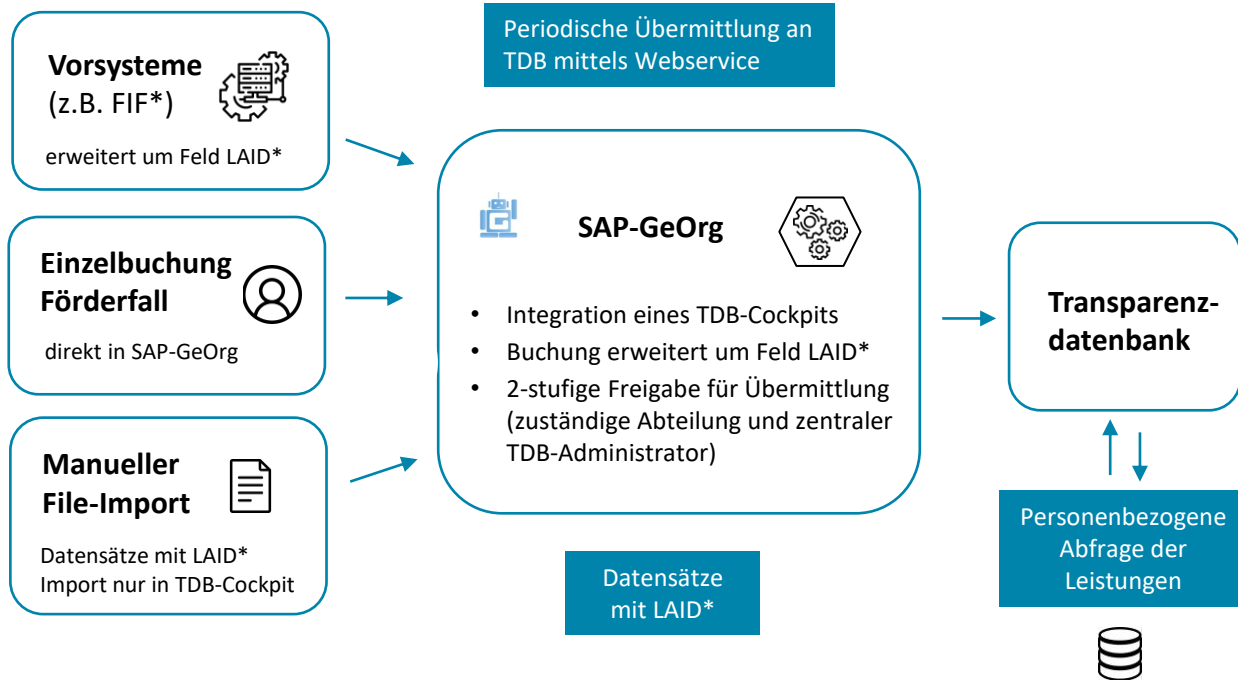 Periodische Übermittlung an
TDB mittels Webservice
Vorsysteme
(z.B. FIF*)
erweitert um Feld LAID*
Einzelbuchung
Förderfall
direkt in SAP-GeOrg
Manueller
File-Import
Datensätze mit LAID*
Import nur in TDB-Cockpit
SAP-GeOrg
• Integration eines TDB-Cockpits
• Buchung erweitert um Feld LAID*
• 2-stufige Freigabe für Übermittlung
(zuständige Abteilung und zentraler
TDB-Administrator)
Datensätze
mit LAID*
Transparenz-
datenbank
Personenbezogene
Abfrage der
Leistungen